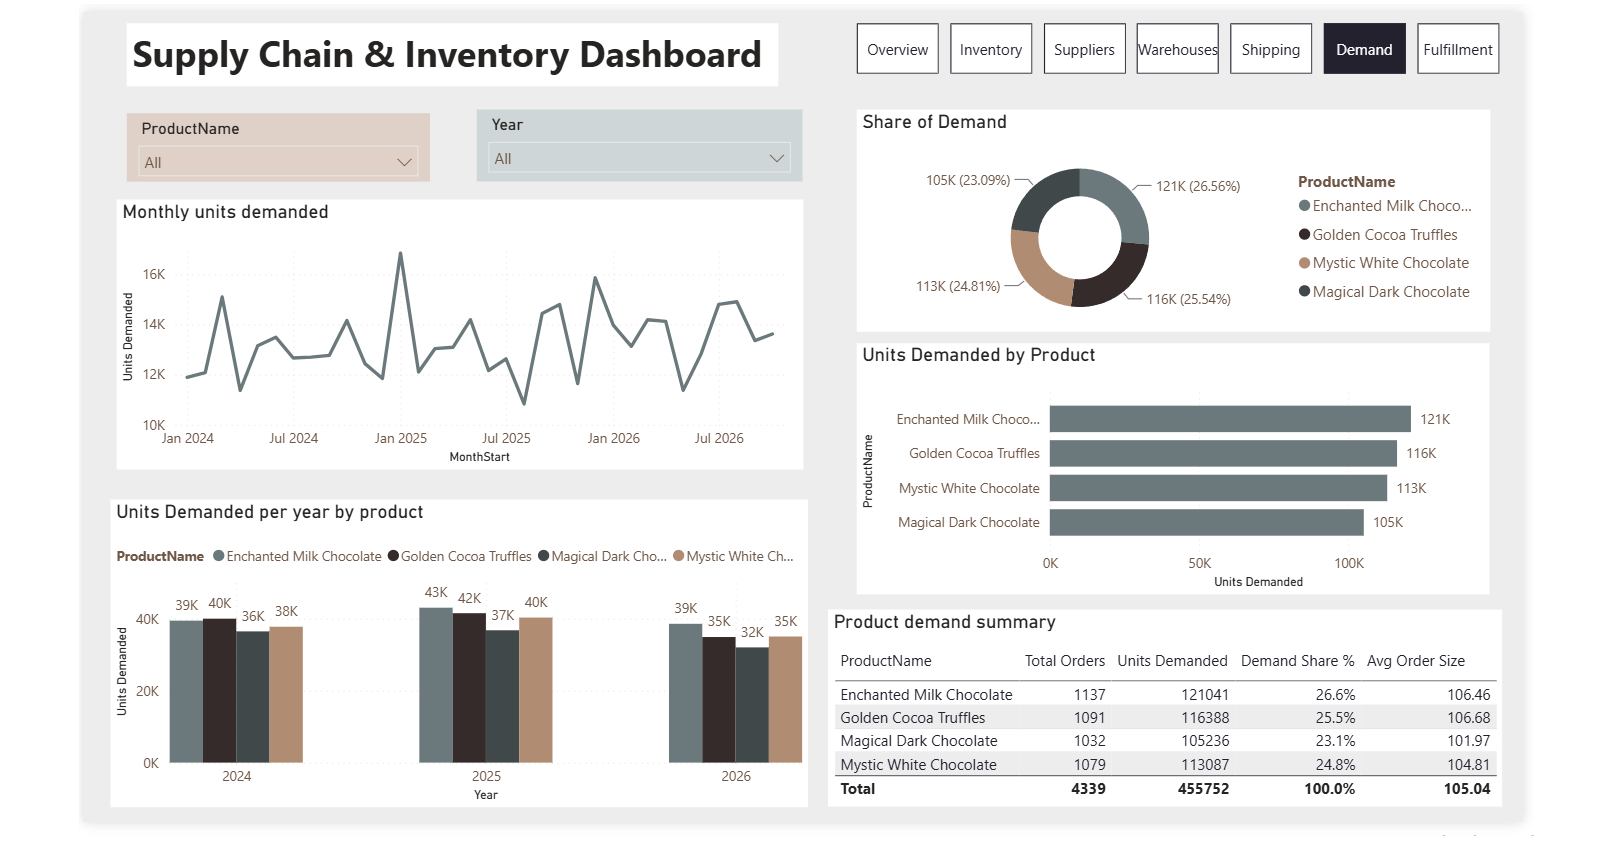 Supply Chain & Inventory Dashboard
Overview
Inventory
Suppliers
Warehouses
Shipping
Demand
Fulfillment
ProductName
All
Year
All
Monthly units demanded
Units Demanded
16K
14K
12K
10K
Jan 2024
Jul 2024
Jan 2025
Jul 2025
Jan 2026
Jul 2026
MonthStart
Units Demanded per year by product
ProductName Enchanted Milk Chocolate Golden Cocoa Truffles Magical Dark Cho... Mystic White Ch...
Units Demanded
40K
20K
0K
39K 40K 36K 38K
43K 42K 37K 40K
39K 35K 32K 35K
2024
2025
2026
Year
Share of Demand
105K (23.09%)
121K (26.56%)
113K (24.81%)
116K (25.54%)
ProductName
Enchanted Milk Choco...
Golden Cocoa Truffles
Mystic White Chocolate
Magical Dark Chocolate
Units Demanded by Product
ProductName
Enchanted Milk Choco... 121K
Golden Cocoa Truffles 116K
Mystic White Chocolate 113K
Magical Dark Chocolate 105K
0K 50K 100K
Units Demanded
Product demand summary
ProductName Total Orders Units Demanded Demand Share % Avg Order Size
Enchanted Milk Chocolate 1137 121041 26.6% 106.46
Golden Cocoa Truffles 1091 116388 25.5% 106.68
Magical Dark Chocolate 1032 105236 23.1% 101.97
Mystic White Chocolate 1079 113087 24.8% 104.81
Total 4339 455752 100.0% 105.04